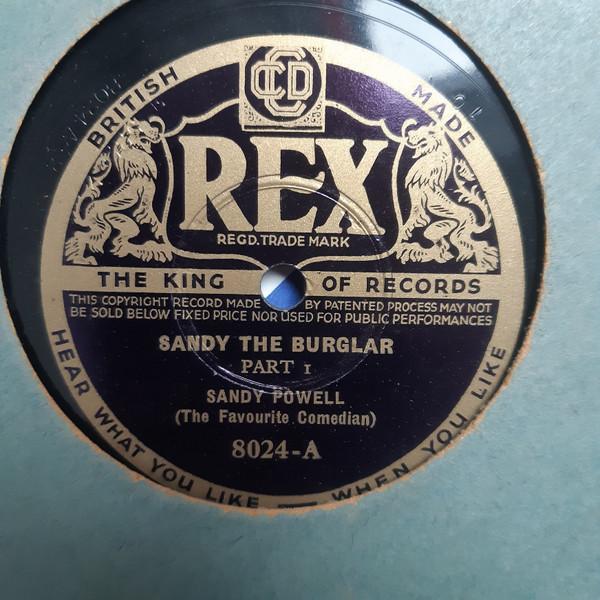 BRITISH MADE
CCD
REX
REGD. TRADE MARK
THE KING OF RECORDS
THIS COPYRIGHT RECORD MADE BY PATENTED PROCESS MAY NOT
BE SOLD BELOW FIXED PRICE NOR USED FOR PUBLIC PERFORMANCES
SANDY THE BURGLAR
PART 1
SANDY POWELL
(The Favourite Comedian)
8024-A
HEAR WHAT YOU LIKE — WHEN YOU LIKE